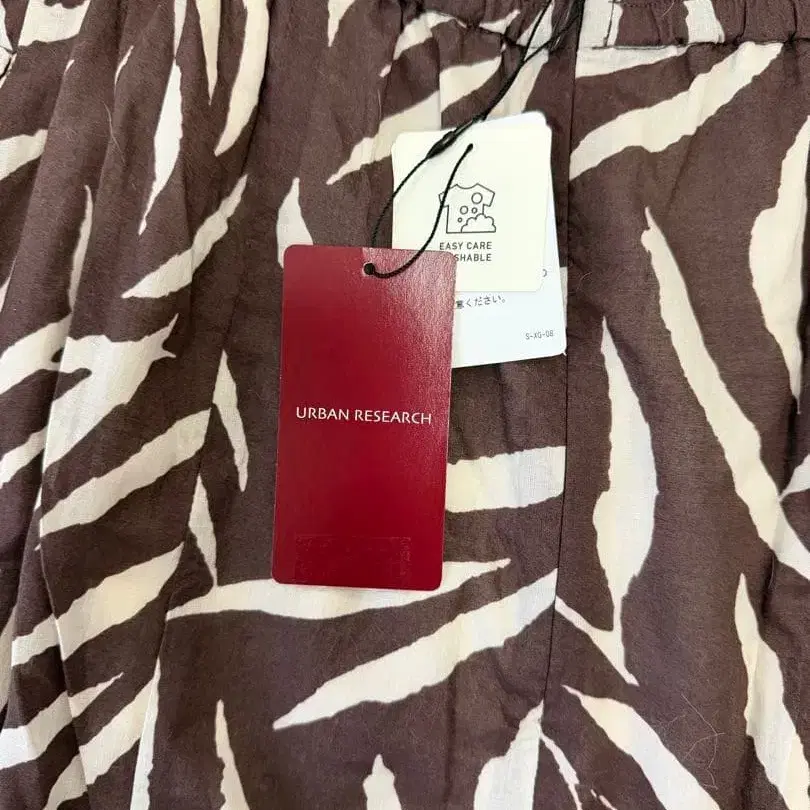 EASY CARE
SHABLE
ください。
S-XG-08
URBAN RESEARCH